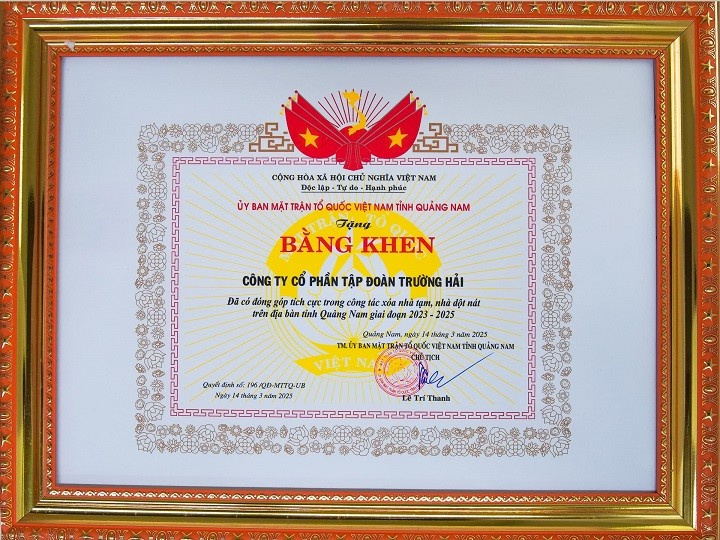 CỘNG HÒA XÃ HỘI CHỦ NGHĨA VIỆT NAM
Độc lập - Tự do - Hạnh phúc
ỦY BAN MẶT TRẬN TỔ QUỐC VIỆT NAM TỈNH QUẢNG NAM
Tặng
BẰNG KHEN
CÔNG TY CỔ PHẦN TẬP ĐOÀN TRƯỜNG HẢI
Đã có đóng góp tích cực trong công tác xóa nhà tạm, nhà dột nát
trên địa bàn tỉnh Quảng Nam giai đoạn 2023 - 2025
Quảng Nam, ngày 14 tháng 3 năm 2025
TM. ỦY BAN MẶT TRẬN TỔ QUỐC VIỆT NAM TỈNH QUẢNG NAM
CHỦ TỊCH
VIỆT NAM
Quyết định số: 196 /QĐ-MTTQ-UB
Ngày 14 tháng 3 năm 2025
Lê Trí Thanh